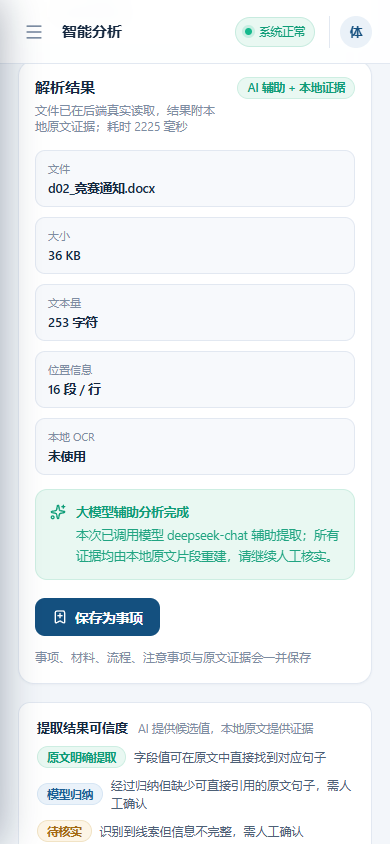 智能分析
系统正常
体
解析结果
AI 辅助 + 本地证据
文件已在后端真实读取，结果附本
地原文证据；耗时 2225 毫秒
文件
d02_竞赛通知.docx
大小
36 KB
文本量
253 字符
位置信息
16 段 / 行
本地 OCR
未使用
大模型辅助分析完成
本次已调用模型 deepseek-chat 辅助提取；所有
证据均由本地原文片段重建，请继续人工核实。
保存为事项
事项、材料、流程、注意事项与原文证据会一并保存
提取结果可信度
AI 提供候选值，本地原文提供证据
原文明确提取
字段值可在原文中直接找到对应句子
模型归纳
经过归纳但缺少可直接引用的原文句子，需人
工确认
待核实
识别到线索但信息不完整，需人工确认